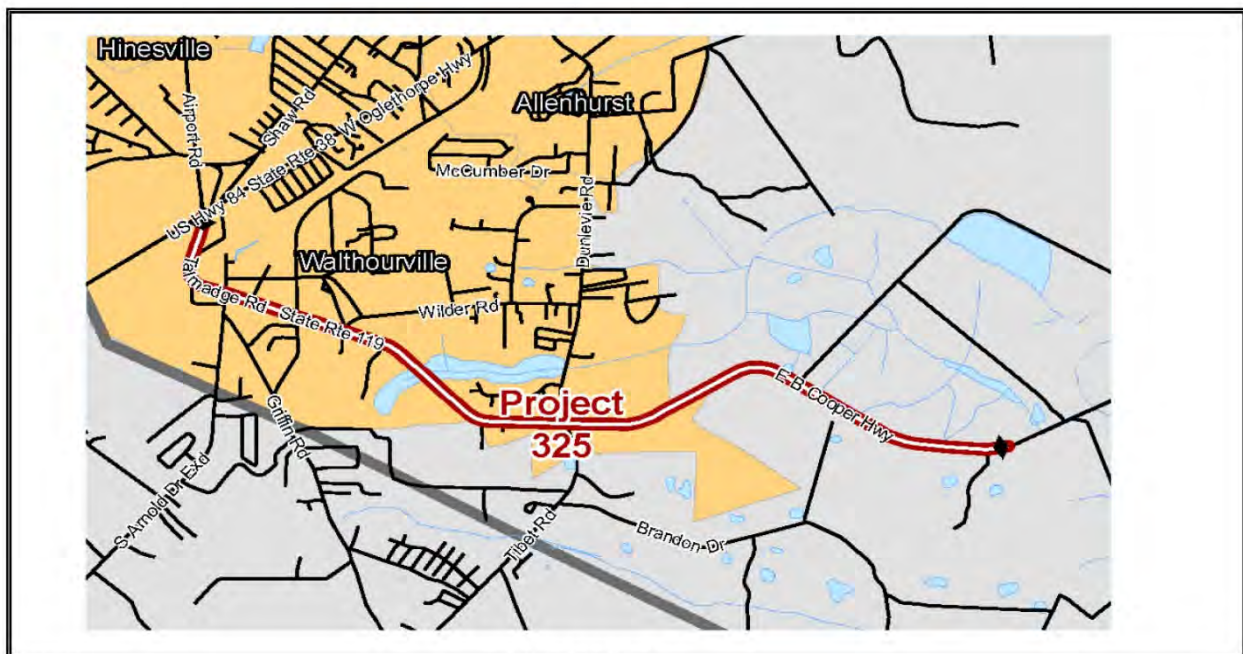 Hinesville
Allenhurst
Airport Rd
Shaw Rd
US Hwy 84 State Rte 38 W Oglethorpe Hwy
McCumber Dr
Dunlevie Rd
Walthourville
Talmadge Rd State Rte 119
Wilder Rd
E B Cooper Hwy
Project
325
Griffin Rd
S Arnold Dr Exd
Tibet Rd
Brandon Dr